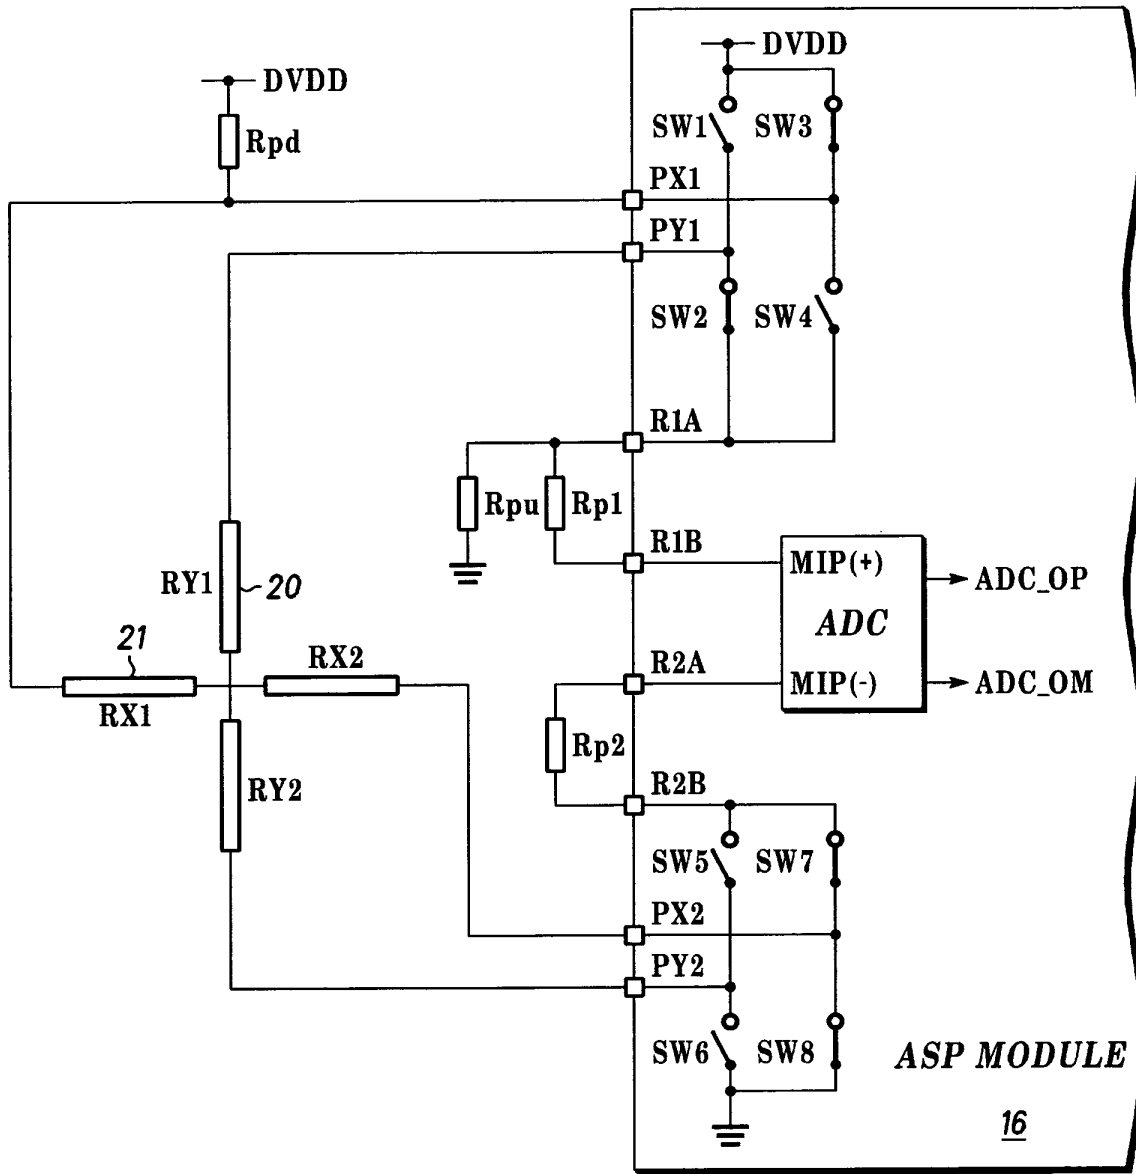 DVDD
DVDD
Rpd
SW1
SW3
PX1
PY1
SW2
SW4
R1A
Rpu
Rp1
R1B
MIP(+)
ADC_OP
RY1
20
ADC
21
RX2
R2A
MIP(-)
ADC_OM
RX1
Rp2
RY2
R2B
SW5
SW7
PX2
PY2
SW6
SW8
ASP MODULE
16